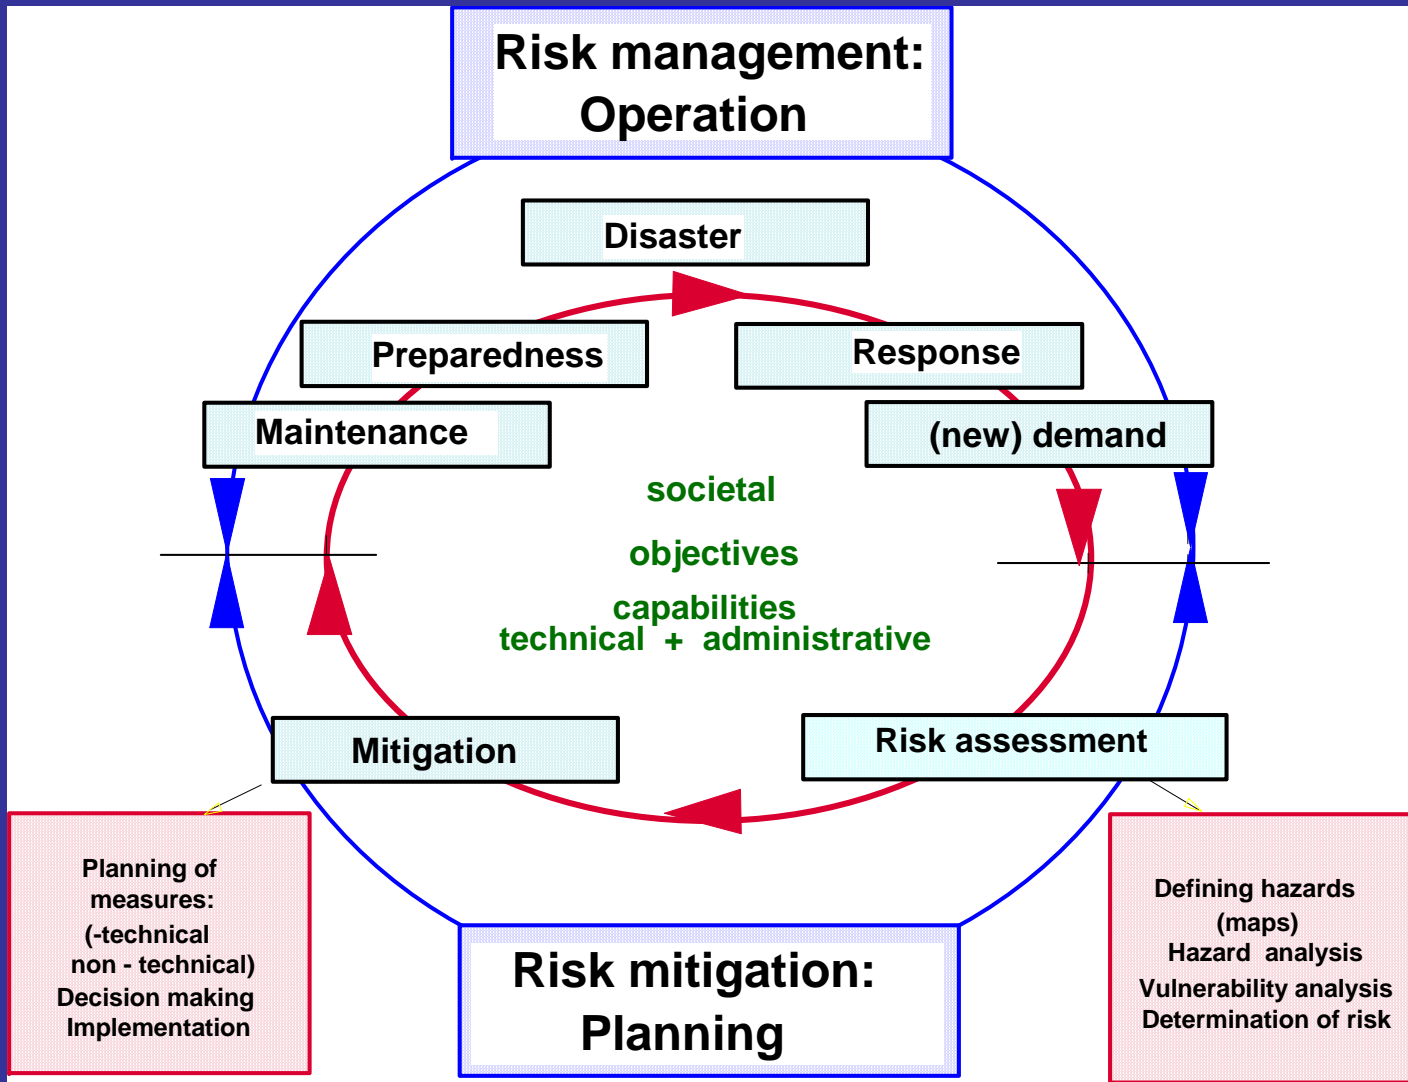 Risk management:
Operation
Disaster
Preparedness
Response
Maintenance
(new) demand
societal
objectives
capabilities
technical + administrative
Mitigation
Risk assessment
Planning of
measures:
(-technical
non - technical)
Decision making
Implementation
Defining hazards
(maps)
Hazard analysis
Vulnerability analysis
Determination of risk
Risk mitigation:
Planning